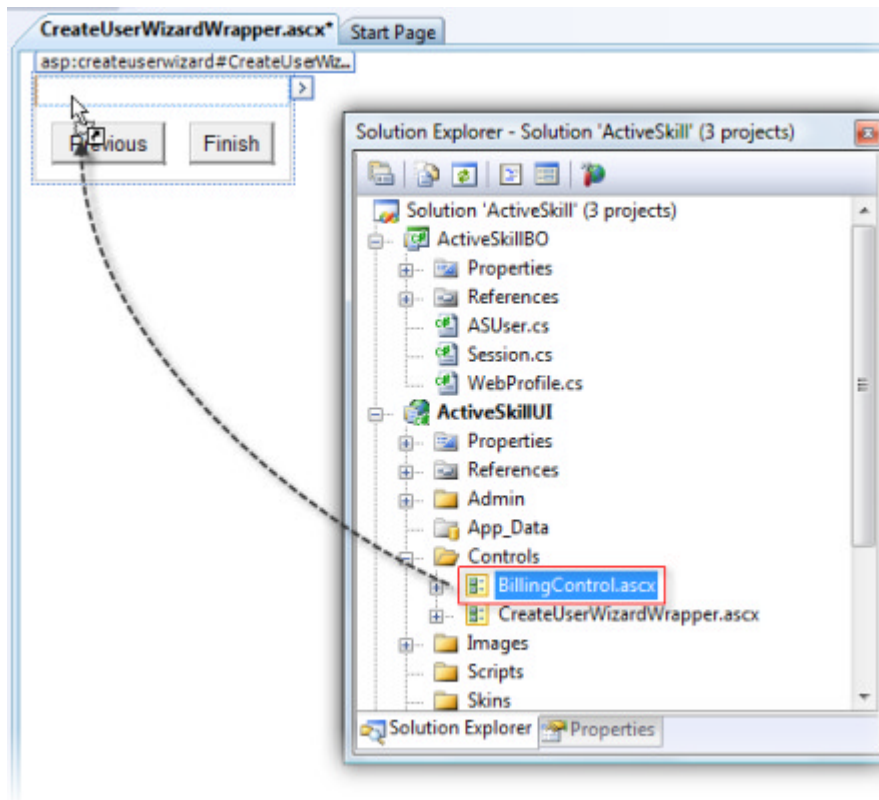 CreateUserWizardWrapper.ascx* Start Page
asp:createuserwizard#CreateUserWiz...
Previous Finish
Solution Explorer - Solution 'ActiveSkill' (3 projects)
Solution 'ActiveSkill' (3 projects)
ActiveSkillBO
Properties
References
ASUser.cs
Session.cs
WebProfile.cs
ActiveSkillUI
Properties
References
Admin
App_Data
Controls
BillingControl.ascx
CreateUserWizardWrapper.ascx
Images
Scripts
Skins
Solution Explorer Properties